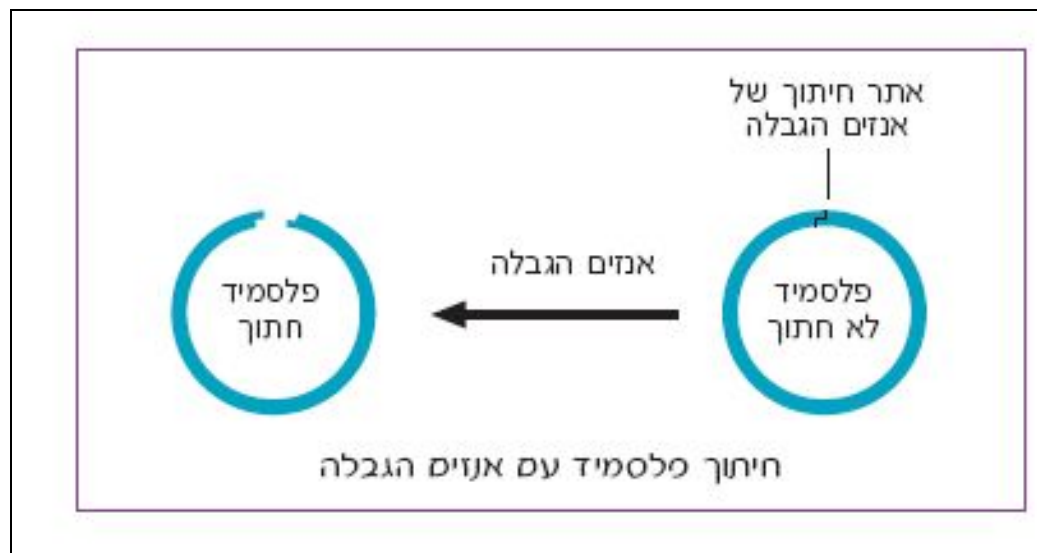 אתר חיתוך של
אנזים הגבלה
פלסמיד
לא חתוך
אנזים הגבלה
פלסמיד
חתוך
חיתוך פלסמיד עם אנזים הגבלה